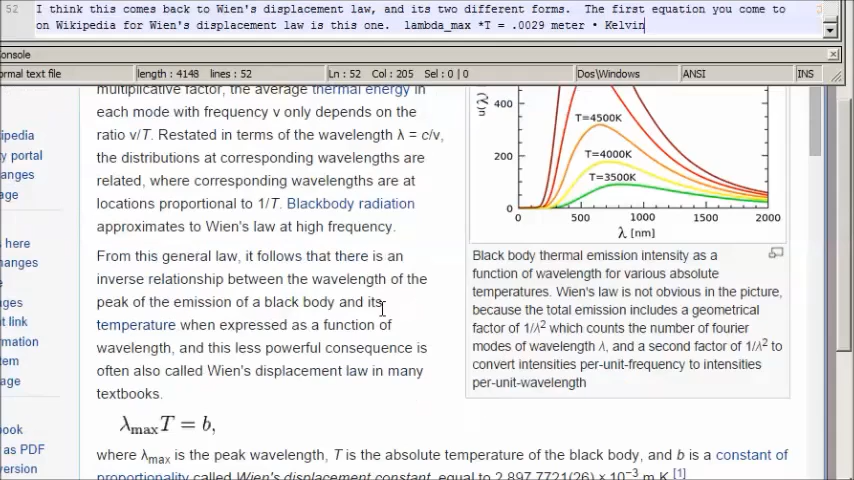 52 I think this comes back to Wien's displacement law, and its two different forms. The first equation you come to
on Wikipedia for Wien's displacement law is this one. lambda_max *T = .0029 meter • Kelvin
onsole
ormal text file length : 4148 lines : 52 Ln : 52 Col : 205 Sel : 0 | 0 Dos\Windows ANSI INS
multiplicative factor, the average thermal energy in
each mode with frequency ν only depends on the
ratio ν/T. Restated in terms of the wavelength λ = c/ν,
the distributions at corresponding wavelengths are
related, where corresponding wavelengths are at
locations proportional to 1/T. Blackbody radiation
approximates to Wien's law at high frequency.
From this general law, it follows that there is an
inverse relationship between the wavelength of the
peak of the emission of a black body and its
temperature when expressed as a function of
wavelength, and this less powerful consequence is
often also called Wien's displacement law in many
textbooks.
λmax T = b,
where λmax is the peak wavelength, T is the absolute temperature of the black body, and b is a constant of
proportionality called Wien's displacement constant, equal to 2.897 7721(26) × 10−3 m K.[1]
ipedia
y portal
anges
age
s here
hanges
ges
t link
mation
em
age
ook
as PDF
version
u(λ)
400
200
0
T=4500K
T=4000K
T=3500K
0 500 1000 1500 2000
λ [nm]
Black body thermal emission intensity as a
function of wavelength for various absolute
temperatures. Wien's law is not obvious in the picture,
because the total emission includes a geometrical
factor of 1/λ2 which counts the number of fourier
modes of wavelength λ, and a second factor of 1/λ2 to
convert intensities per-unit-frequency to intensities
per-unit-wavelength